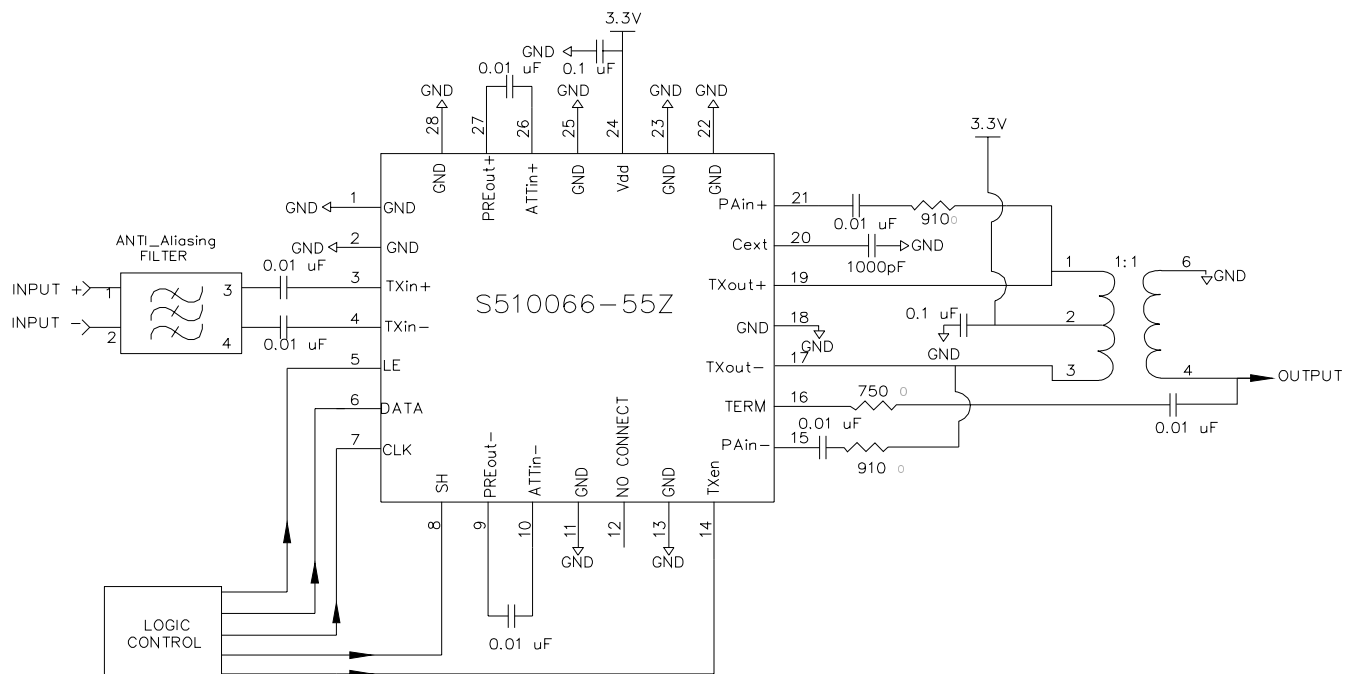 3.3V
GND
0.01 uF
0.1 uF
GND
GND
GND
GND
28
27
26
25
24
23
22
GND
PREout+
ATTin+
GND
Vdd
GND
GND
3.3V
1
GND
GND
2
GND
GND
ANTI_Aliasing
FILTER
0.01 uF
INPUT +
1
3
3
TXin+
INPUT -
2
4
4
TXin-
0.01 uF
5
LE
6
DATA
7
CLK
S510066-55Z
PAin+
21
0.01 uF
910
0
Cext
20
1000pF
GND
TXout+
19
1
1:1
6
GND
GND
18
GND
0.1 uF
GND
2
TXout-
17
3
4
OUTPUT
TERM
16
750
0
0.01 uF
PAin-
15
0.01 uF
910
0
SH
PREout-
ATTin-
GND
NO CONNECT
GND
TXen
8
9
10
11
12
13
14
GND
GND
0.01 uF
LOGIC
CONTROL